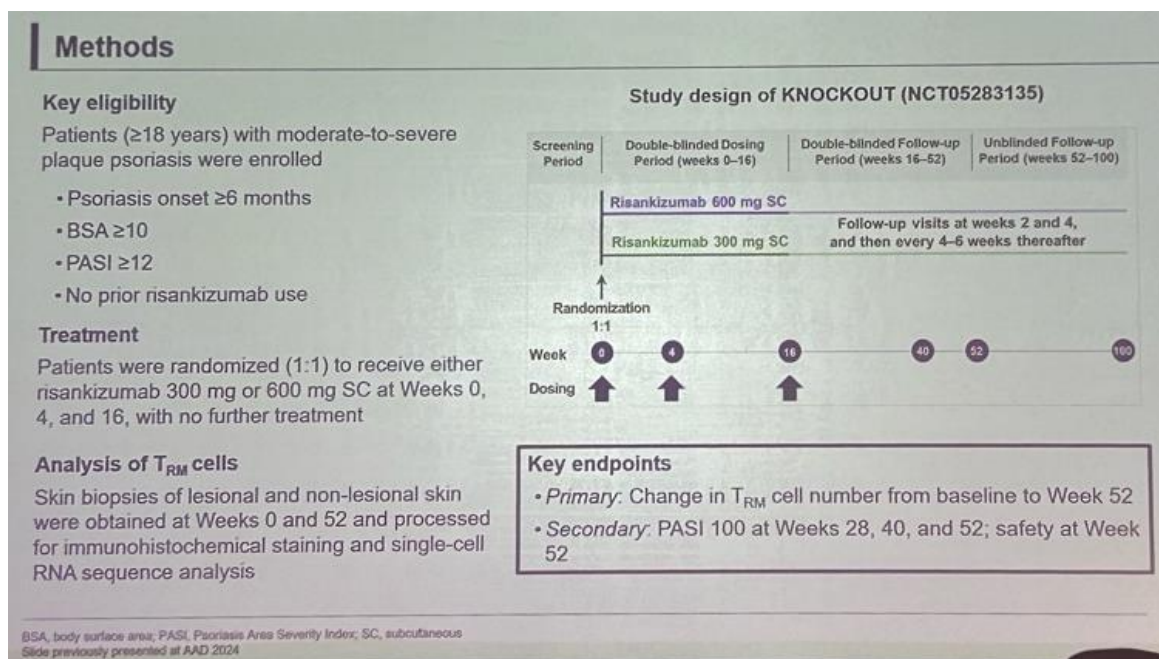 Methods
Key eligibility
Patients (≥18 years) with moderate-to-severe
plaque psoriasis were enrolled
• Psoriasis onset ≥6 months
• BSA ≥10
• PASI ≥12
• No prior risankizumab use
Treatment
Patients were randomized (1:1) to receive either
risankizumab 300 mg or 600 mg SC at Weeks 0,
4, and 16, with no further treatment
Analysis of TRM cells
Skin biopsies of lesional and non-lesional skin
were obtained at Weeks 0 and 52 and processed
for immunohistochemical staining and single-cell
RNA sequence analysis
Study design of KNOCKOUT (NCT05283135)
Screening
Period
Double-blinded Dosing
Period (weeks 0–16)
Double-blinded Follow-up
Period (weeks 16–52)
Unblinded Follow-up
Period (weeks 52–100)
Risankizumab 600 mg SC
Risankizumab 300 mg SC
Follow-up visits at weeks 2 and 4,
and then every 4–6 weeks thereafter
Randomization
1:1
Week 0 4 16 40 52 100
Dosing
Key endpoints
• Primary: Change in TRM cell number from baseline to Week 52
• Secondary: PASI 100 at Weeks 28, 40, and 52; safety at Week
52
BSA, body surface area; PASI, Psoriasis Area Severity Index; SC, subcutaneous
Slide previously presented at AAD 2024